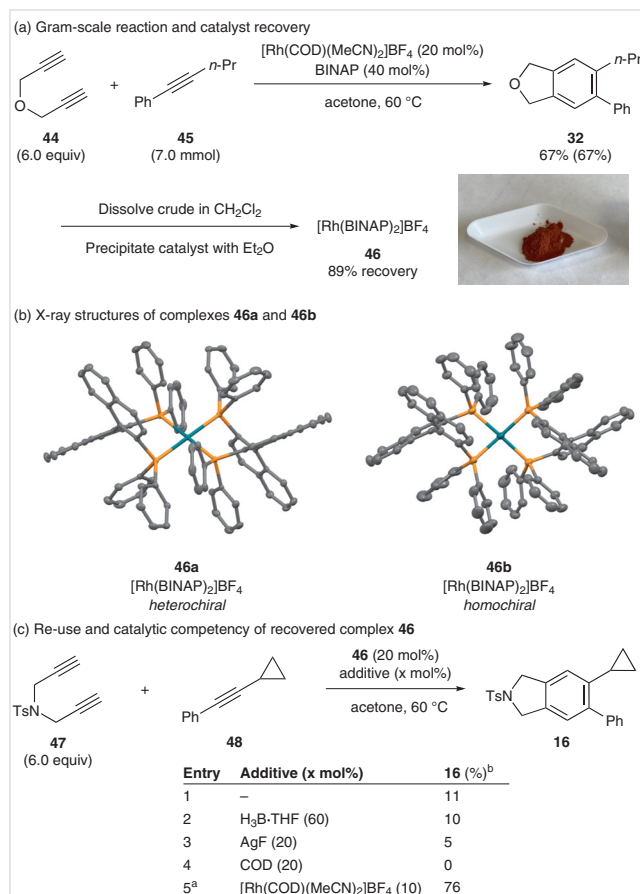 (a) Gram-scale reaction and catalyst recovery
[Rh(COD)(MeCN)2]BF4 (20 mol%)
BINAP (40 mol%)
acetone, 60 °C
O
+
n-Pr
Ph
O
n-Pr
Ph
44
(6.0 equiv)
45
(7.0 mmol)
32
67% (67%)
Dissolve crude in CH2Cl2
Precipitate catalyst with Et2O
[Rh(BINAP)2]BF4
46
89% recovery
(b) X-ray structures of complexes 46a and 46b
46a
[Rh(BINAP)2]BF4
heterochiral
46b
[Rh(BINAP)2]BF4
homochiral
(c) Re-use and catalytic competency of recovered complex 46
46 (20 mol%)
additive (x mol%)
acetone, 60 °C
TsN
+
Ph
TsN
Ph
47
(6.0 equiv)
48
16
Entry Additive (x mol%) 16 (%)b
1 – 11
2 H3B·THF (60) 10
3 AgF (20) 5
4 COD (20) 0
5a [Rh(COD)(MeCN)2]BF4 (10) 76